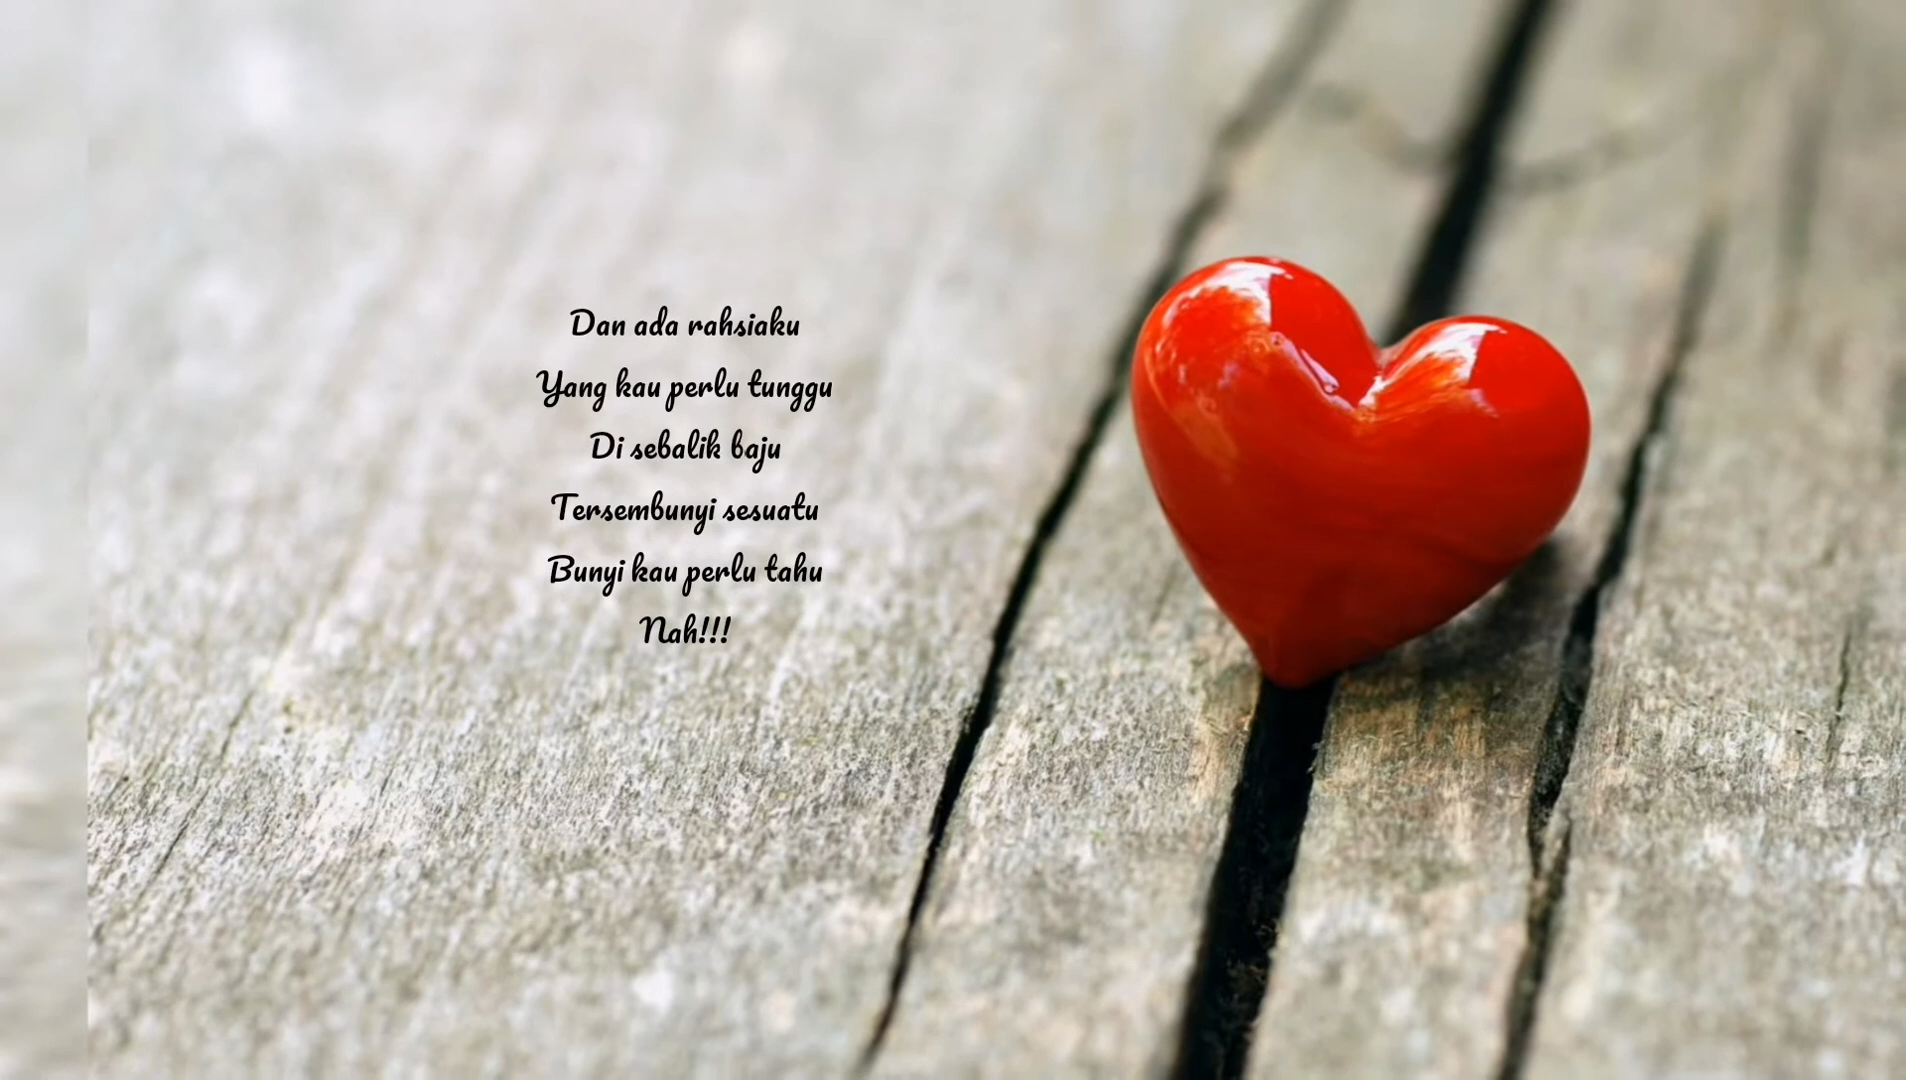 Dan ada rahsiaku
Yang kau perlu tunggu
Di sebalik baju
Tersembunyi sesuatu
Bunyi kau perlu tahu
Nah!!!